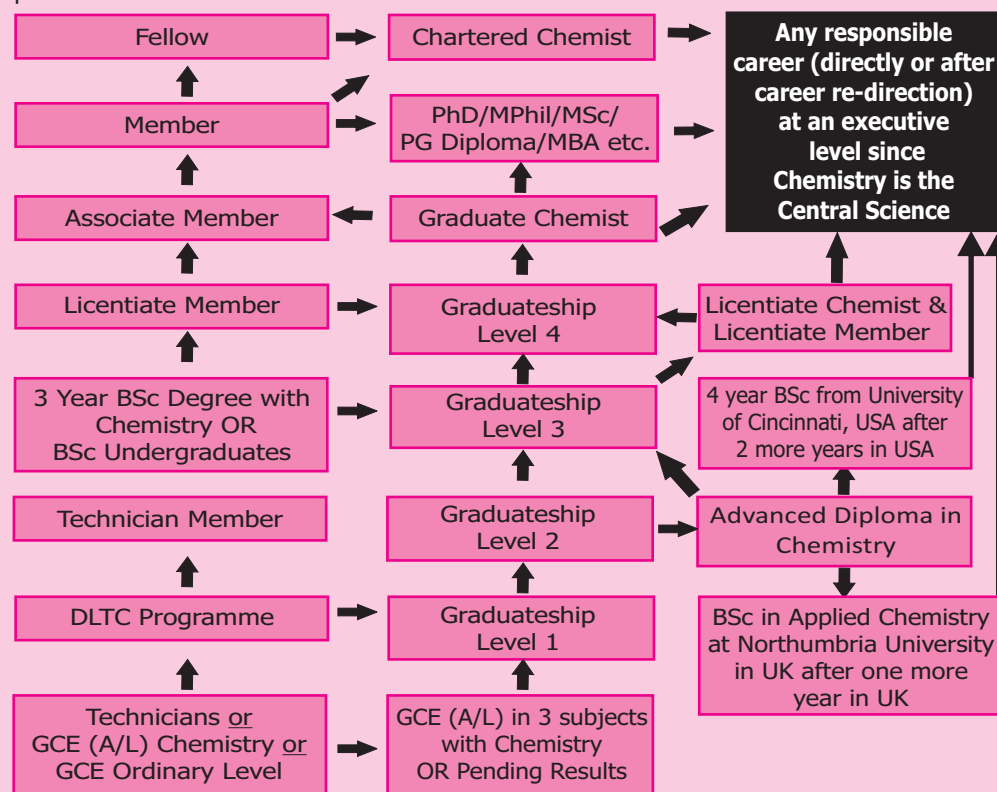 Fellow
Chartered Chemist
Any responsible
career (directly or after
career re-direction)
at an executive
level since
Chemistry is the
Central Science
Member
PhD/MPhil/MSc/
PG Diploma/MBA etc.
Associate Member
Graduate Chemist
Licentiate Member
Graduateship
Level 4
Licentiate Chemist &
Licentiate Member
3 Year BSc Degree with
Chemistry OR
BSc Undergraduates
Graduateship
Level 3
4 year BSc from University
of Cincinnati, USA after
2 more years in USA
Technician Member
Graduateship
Level 2
Advanced Diploma in
Chemistry
DLTC Programme
Graduateship
Level 1
BSc in Applied Chemistry
at Northumbria University
in UK after one more
year in UK
Technicians or
GCE (A/L) Chemistry or
GCE Ordinary Level
GCE (A/L) in 3 subjects
with Chemistry
OR Pending Results